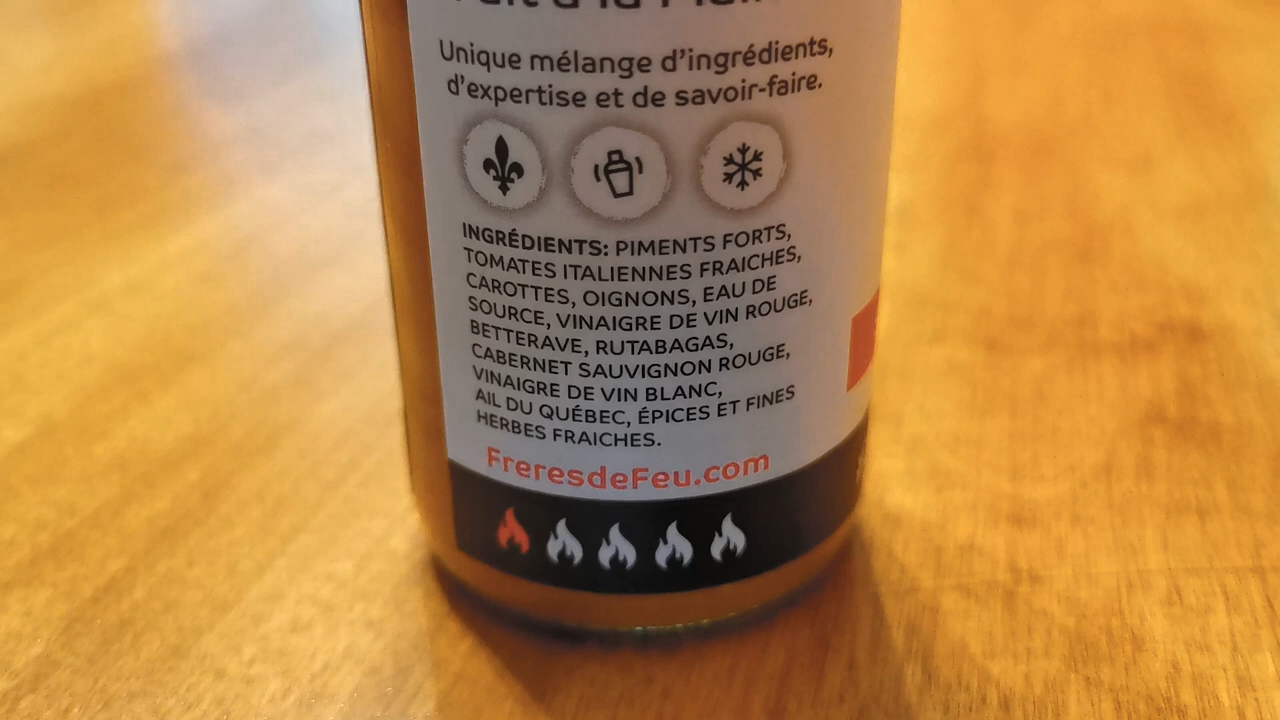 Unique mélange d'ingrédients,
d'expertise et de savoir-faire.
INGRÉDIENTS: PIMENTS FORTS,
TOMATES ITALIENNES FRAICHES,
CAROTTES, OIGNONS, EAU DE
SOURCE, VINAIGRE DE VIN ROUGE,
BETTERAVE, RUTABAGAS,
CABERNET SAUVIGNON ROUGE,
VINAIGRE DE VIN BLANC,
AIL DU QUÉBEC, ÉPICES ET FINES
HERBES FRAICHES.
FreresdeFeu.com